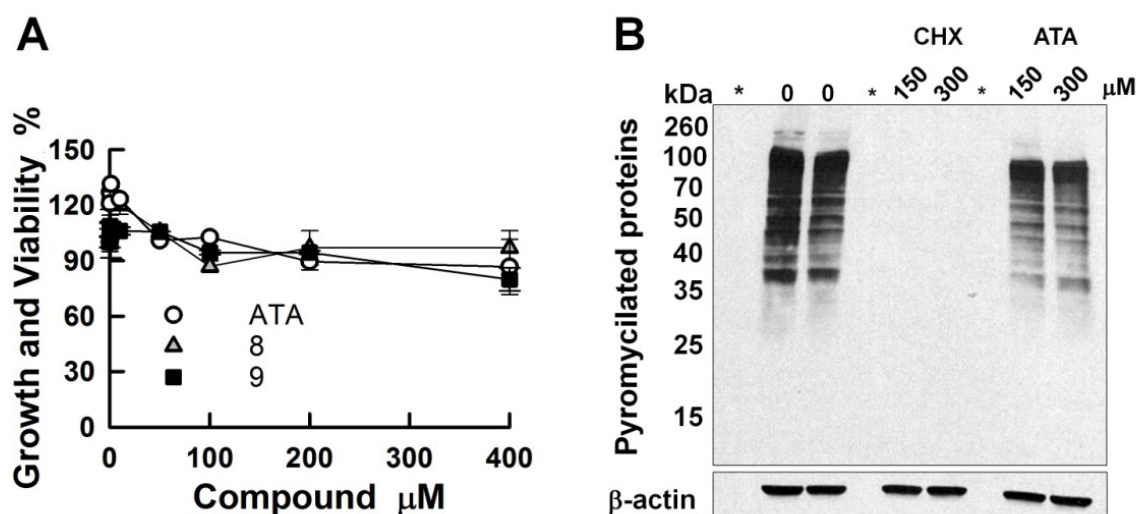 A
Growth and Viability %
150
120
90
60
30
0
ATA
8
9
0 100 200 300 400
Compound μM
B
CHX ATA
kDa * 0 0 * 150 300 * 150 300 μM
Pyromycilated proteins
260
100
70
50
40
35
25
15
β-actin